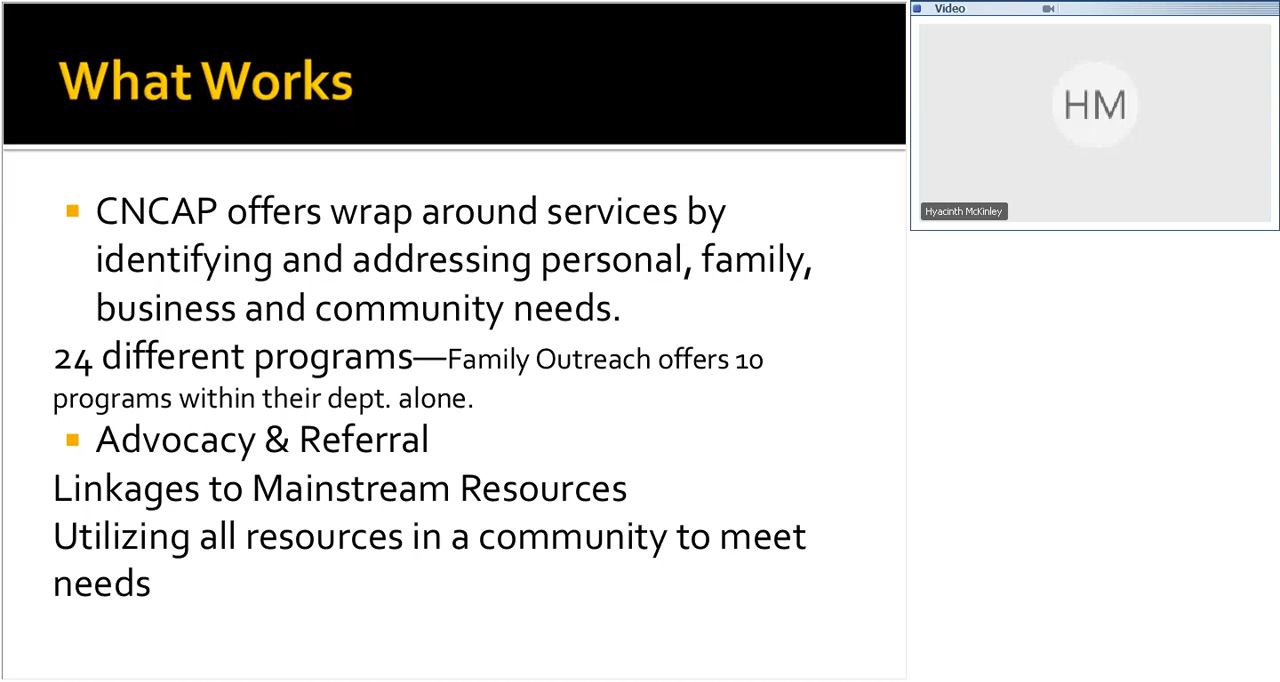 What Works
CNCAP offers wrap around services by
identifying and addressing personal, family,
business and community needs.
24 different programs—Family Outreach offers 10
programs within their dept. alone.
Advocacy & Referral
Linkages to Mainstream Resources
Utilizing all resources in a community to meet
needs
Video
HM
Hyacinth McKinley